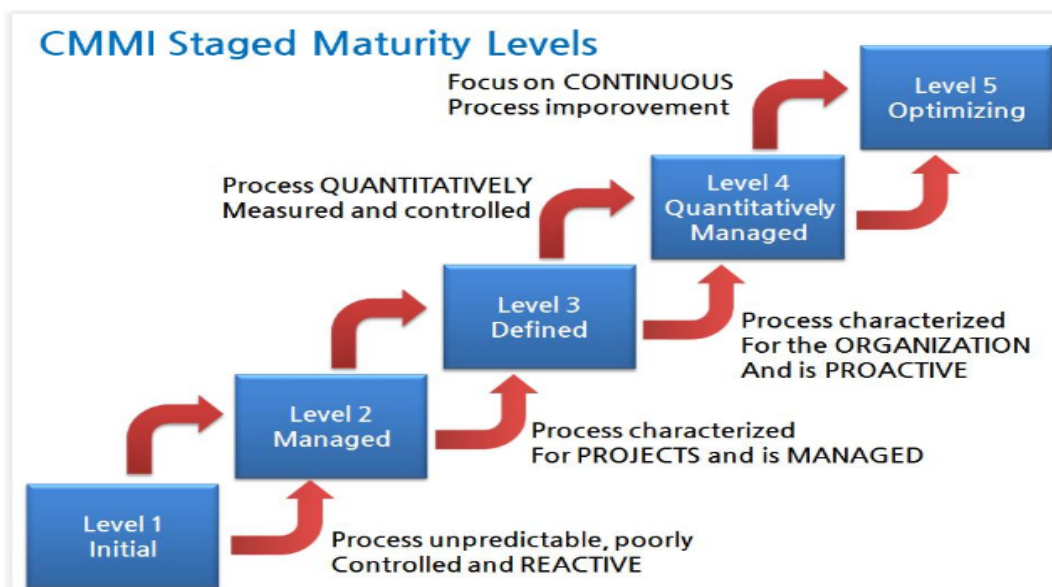 CMMI Staged Maturity Levels
Focus on CONTINUOUS
Process imporovement
Level 5
Optimizing
Process QUANTITATIVELY
Measured and controlled
Level 4
Quantitatively
Managed
Level 3
Defined
Process characterized
For the ORGANIZATION
And is PROACTIVE
Level 2
Managed
Process characterized
For PROJECTS and is MANAGED
Level 1
Initial
Process unpredictable, poorly
Controlled and REACTIVE